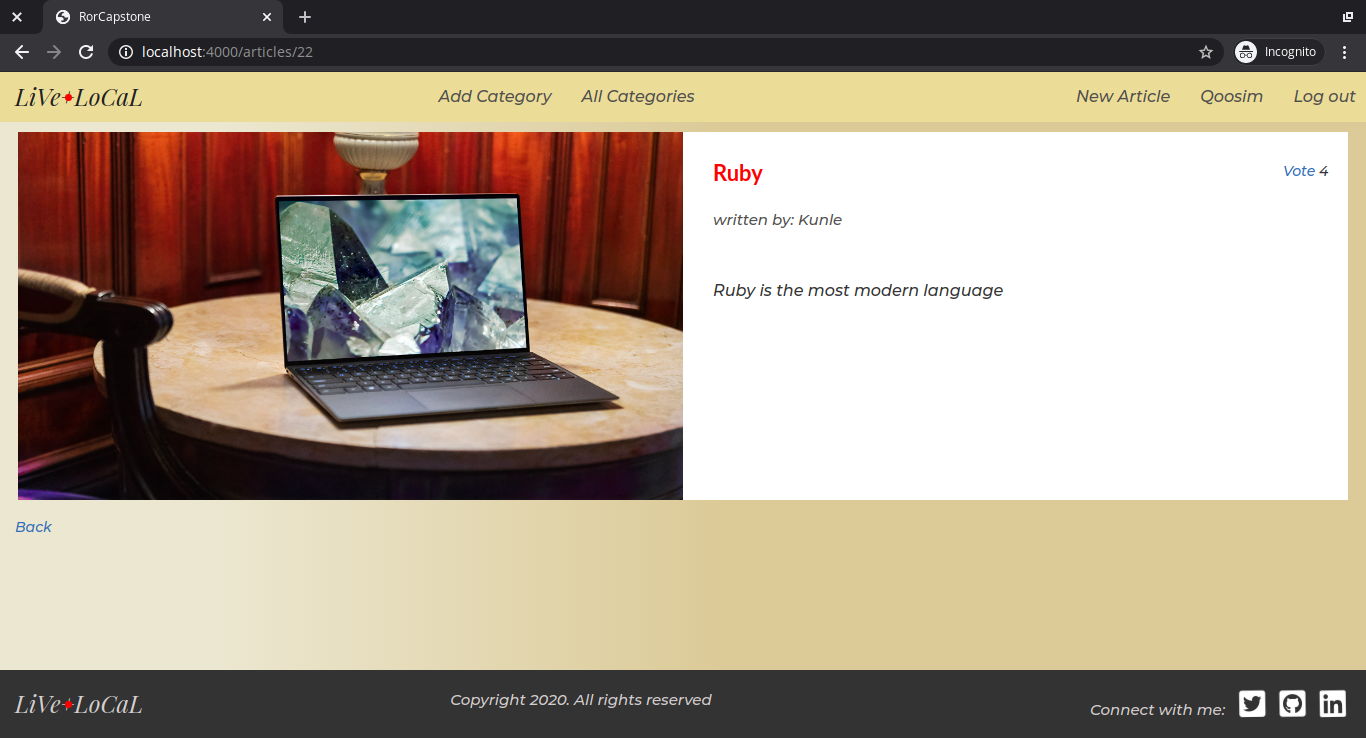 RorCapstone
localhost:4000/articles/22
Incognito
LiVe LoCaL
Add Category
All Categories
New Article
Qoosim
Log out
Ruby
Vote 4
written by: Kunle
Ruby is the most modern language
Back
LiVe LoCaL
Copyright 2020. All rights reserved
Connect with me:
in